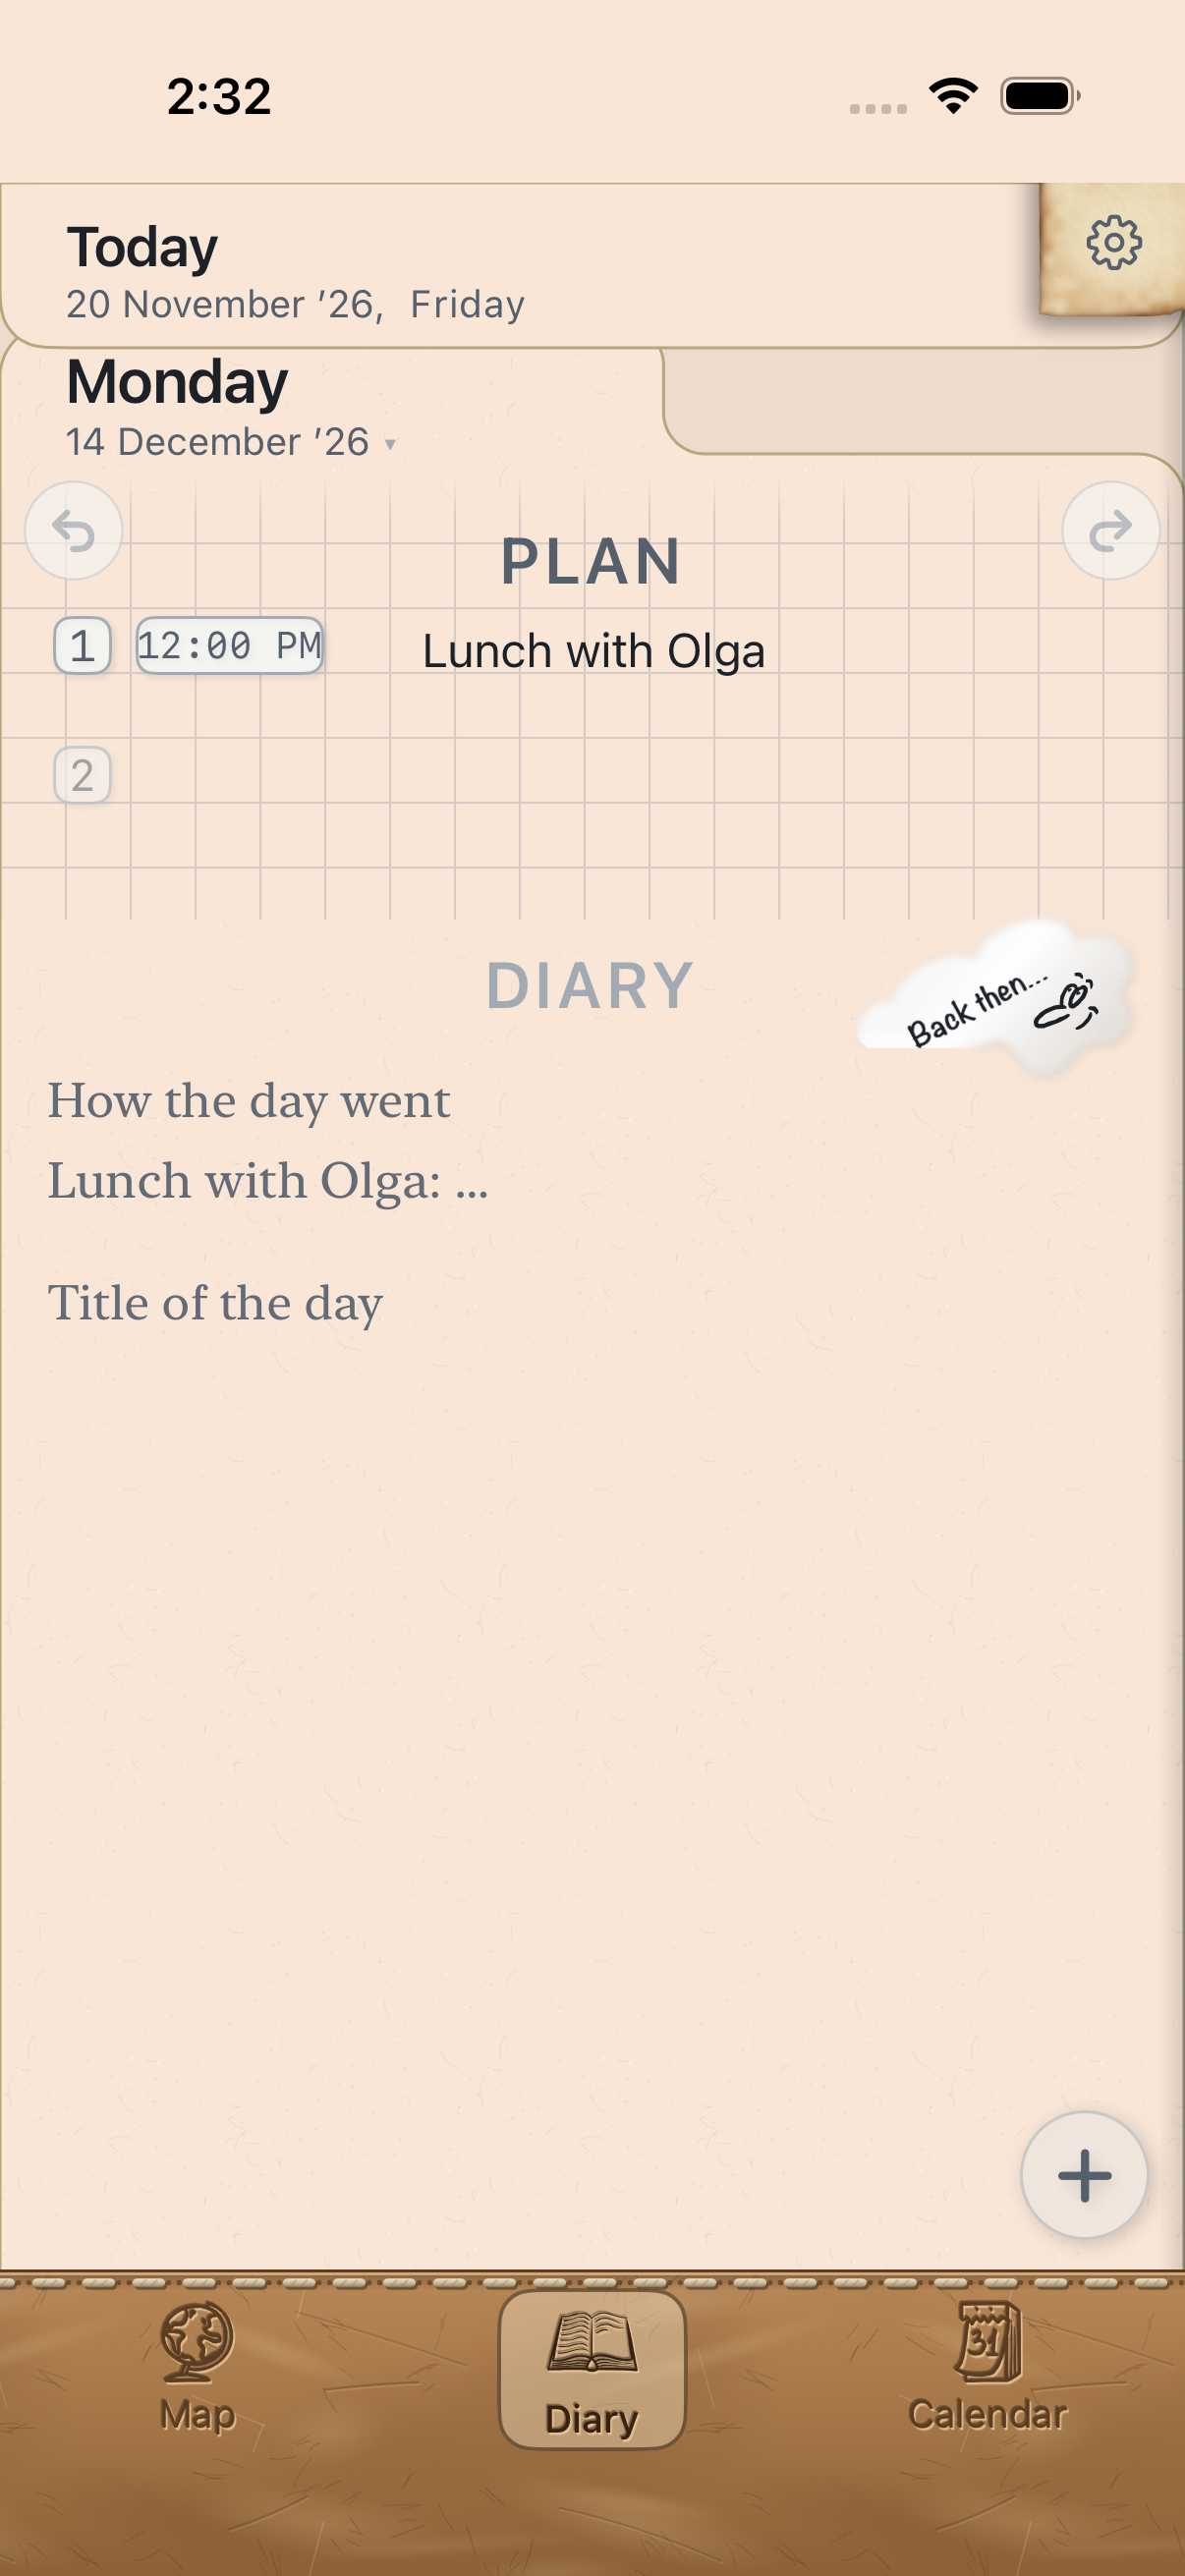 2:32
Today
20 November ’26, Friday
Monday
14 December ’26 ▾
PLAN
1 12:00 PM Lunch with Olga
2
DIARY
Back then...
How the day went
Lunch with Olga: ...
Title of the day
31
Map Diary Calendar